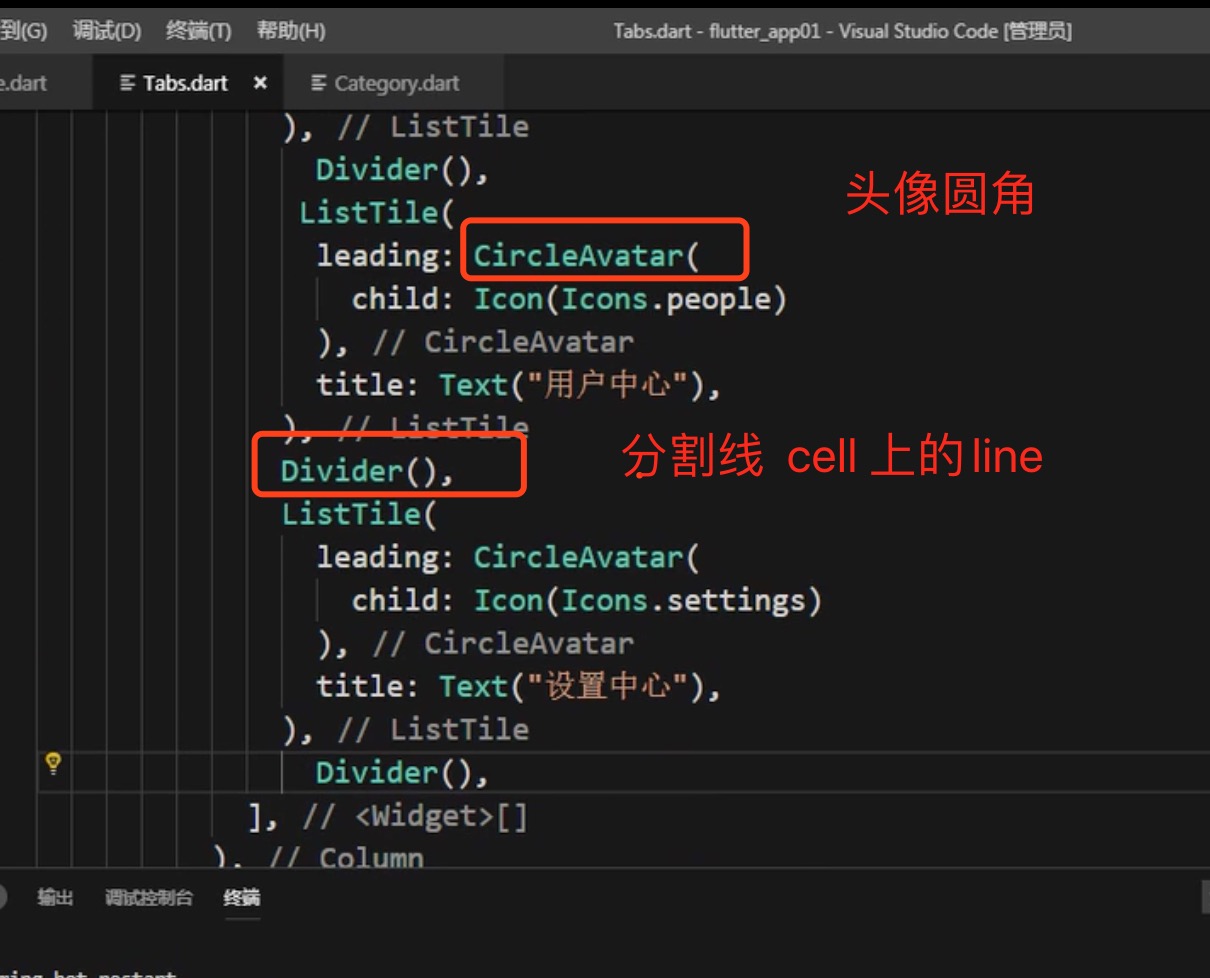 到(G) 调试(D) 终端(T) 帮助(H) Tabs.dart - flutter_app01 - Visual Studio Code [管理员]
e.dart Tabs.dart × Category.dart
), // ListTile
Divider(),
头像圆角
ListTile(
leading: CircleAvatar(
child: Icon(Icons.people)
), // CircleAvatar
title: Text("用户中心"),
), // ListTile
分割线 cell 上的line
Divider(),
ListTile(
leading: CircleAvatar(
child: Icon(Icons.settings)
), // CircleAvatar
title: Text("设置中心"),
), // ListTile
Divider(),
], // <Widget>[]
), // Column
输出 调试控制台 终端
hot restart